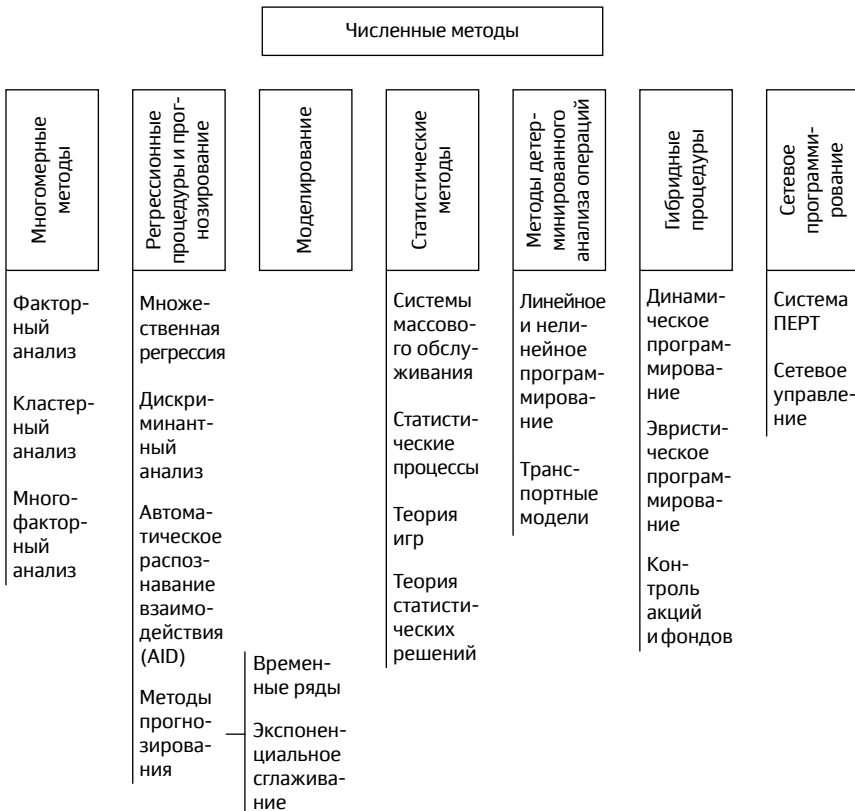 Численные методы
Многомерные
методы
Регрессионные
процедуры и прог-
нозирование
Моделирование
Статистические
методы
Методы детер-
минированного
анализа операций
Гибридные
процедуры
Сетевое
программи-
рование
Фактор-
ный
анализ
Кластер-
ный
анализ
Много-
фактор-
ный
анализ
Множе-
ственная
регрессия
Дискри-
минант-
ный
анализ
Автома-
тическое
распоз-
навание
взаимо-
действия
(AID)
Методы
прогно-
зирова-
ния
Времен-
ные ряды
Экспонен-
циальное
сглажива-
ние
Системы
массово-
го обслу-
живания
Статисти-
ческие
процессы
Теория
игр
Теория
статисти-
ческих
решений
Линейное
и нели-
нейное
програм-
мирова-
ние
Транс-
портные
модели
Динами-
ческое
програм-
мирова-
ние
Эвристи-
ческое
програм-
мирова-
ние
Кон-
троль
акций
и фондов
Система
ПЕРТ
Сетевое
управле-
ние